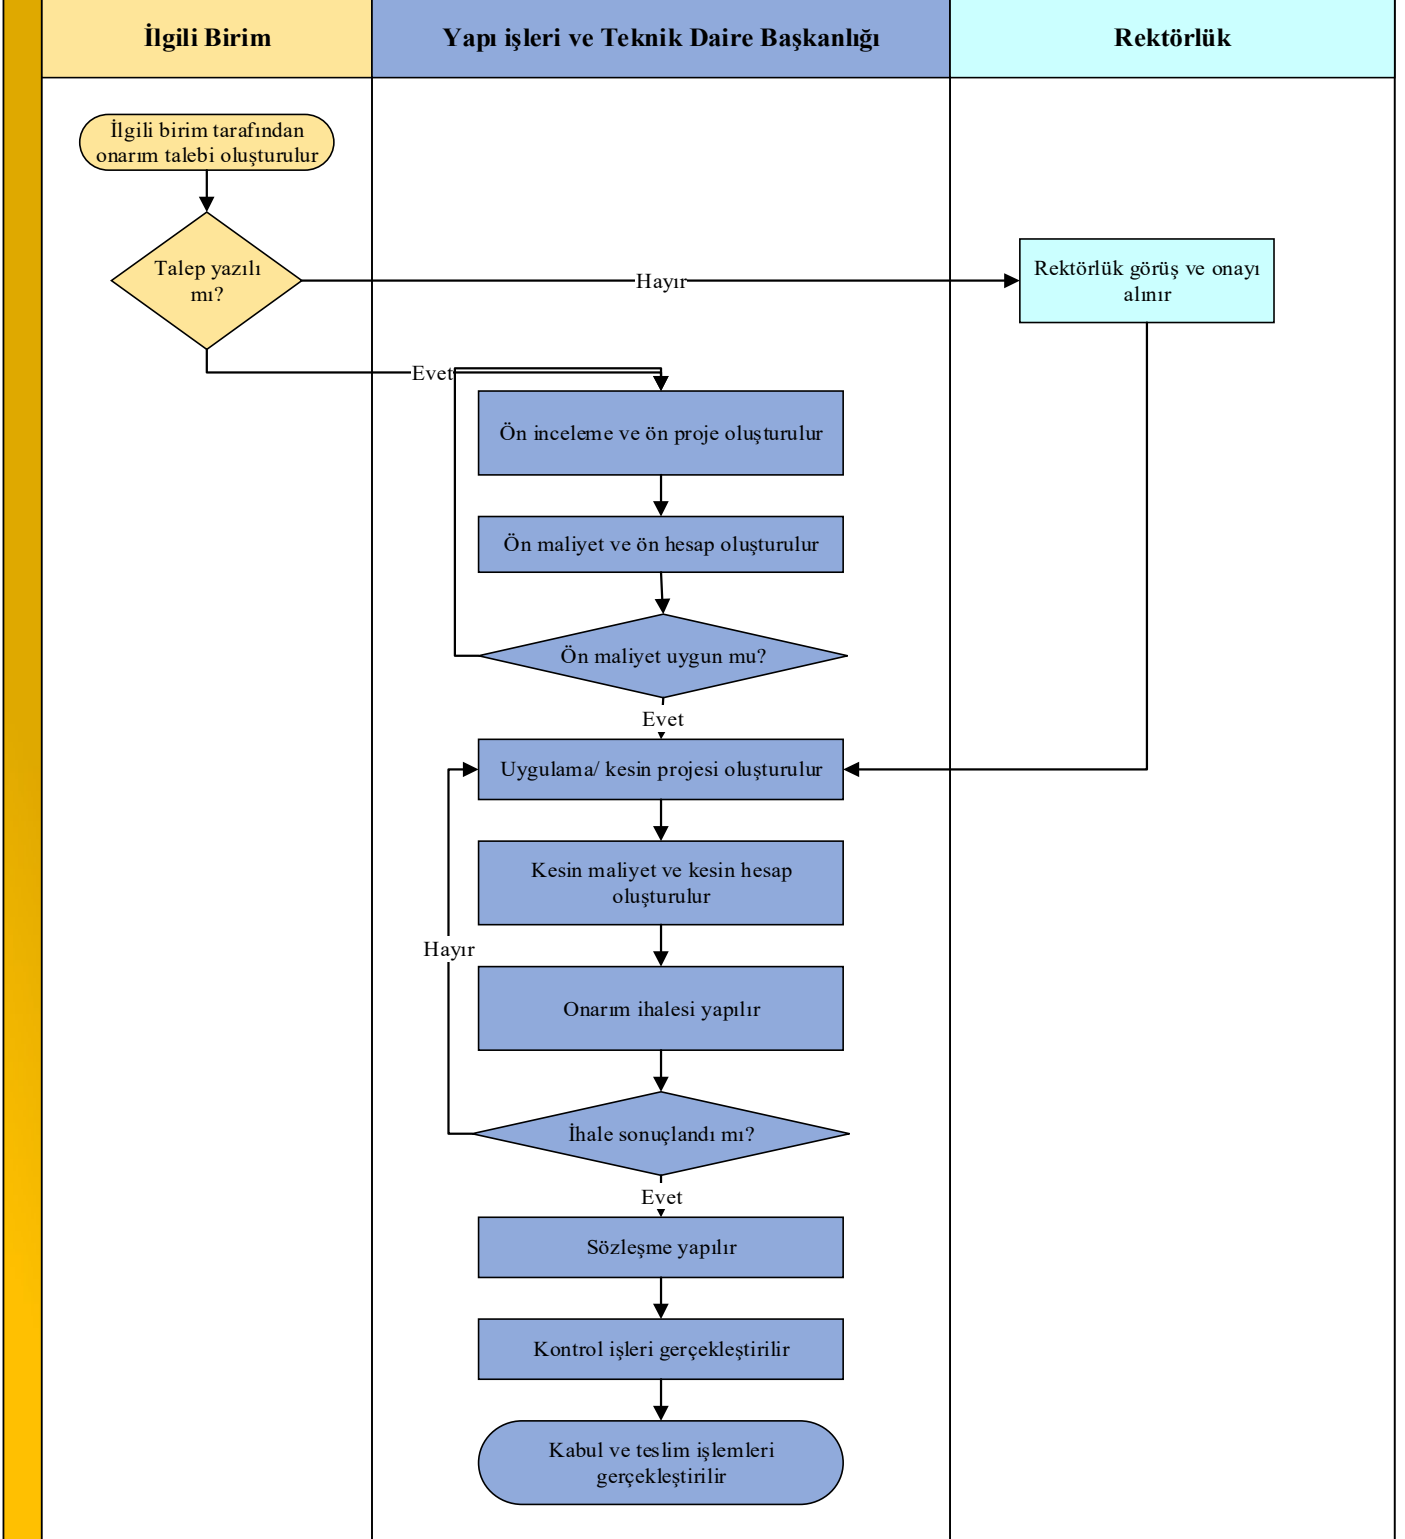 İlgili Birim
Yapı işleri ve Teknik Daire Başkanlığı
Rektörlük
İlgili birim tarafından
onarım talebi oluşturulur
Talep yazılı
mı?
Hayır
Rektörlük görüş ve onayı
alınır
Evet
Ön inceleme ve ön proje oluşturulur
Ön maliyet ve ön hesap oluşturulur
Ön maliyet uygun mu?
Evet
Uygulama/ kesin projesi oluşturulur
Kesin maliyet ve kesin hesap
oluşturulur
Hayır
Onarım ihalesi yapılır
İhale sonuçlandı mı?
Evet
Sözleşme yapılır
Kontrol işleri gerçekleştirilir
Kabul ve teslim işlemleri
gerçekleştirilir